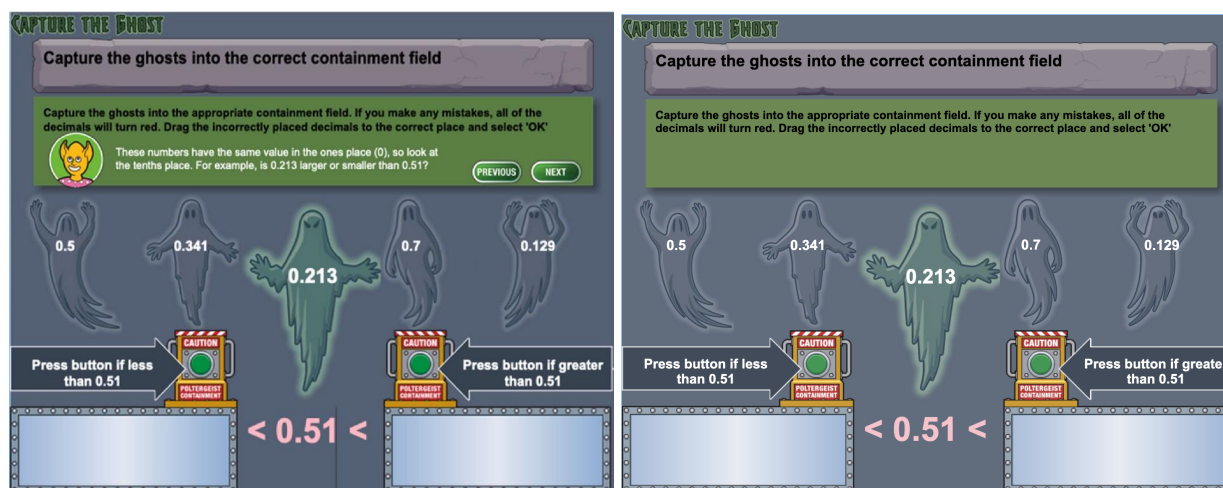 CAPTURE THE GHOST
Capture the ghosts into the correct containment field
Capture the ghosts into the appropriate containment field. If you make any mistakes, all of the
decimals will turn red. Drag the incorrectly placed decimals to the correct place and select 'OK'
These numbers have the same value in the ones place (0), so look at
the tenths place. For example, is 0.213 larger or smaller than 0.51?
PREVIOUS
NEXT
0.5
0.341
0.213
0.7
0.129
CAUTION
CAUTION
Press button if less
than 0.51
Press button if greater
than 0.51
POLTERGEIST
CONTAINMENT
POLTERGEIST
CONTAINMENT
< 0.51 <
CAPTURE THE GHOST
Capture the ghosts into the correct containment field
Capture the ghosts into the appropriate containment field. If you make any mistakes, all of the
decimals will turn red. Drag the incorrectly placed decimals to the correct place and select 'OK'
0.5
0.341
0.213
0.7
0.129
CAUTION
CAUTION
Press button if less
than 0.51
Press button if greate
than 0.51
POLTERGEIST
CONTAINMENT
POLTERGEIST
CONTAINMENT
< 0.51 <